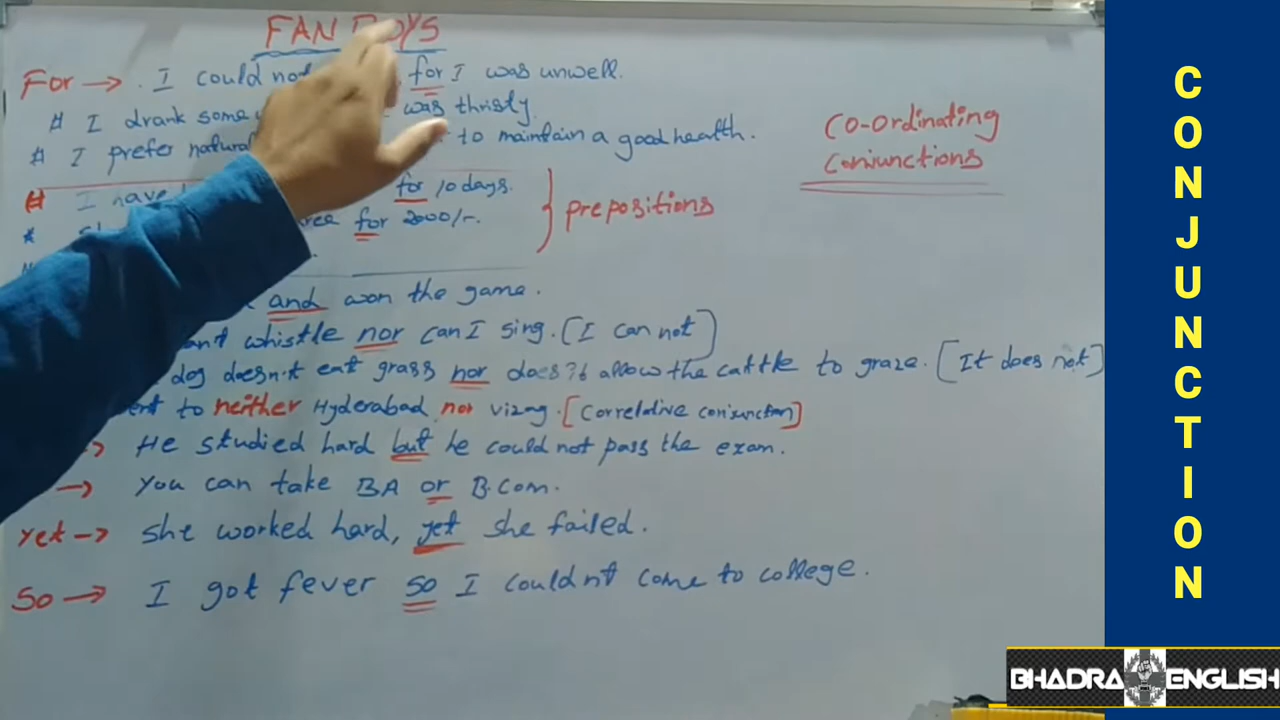 FAN BOYS
For → . I could not for I was unwell.
# I drank some was thristy.
# I prefer natural to maintain a good health.
# I have for 10 days.
* for 2000/-.
} prepositions
Co-ordinating
Conjunctions
and won the game.
whistle nor can I sing. [I can not]
dog doesn't eat grass nor does it allow the cattle to graze. [It does not]
to neither Hyderabad nor vizag. [Correlative conjunction]
→ He studied hard but he could not pass the exam.
→ You can take BA or B.Com.
yet → she worked hard, yet she failed.
So → I got fever so I couldn't come to college.
CONJUNCTION
BHADRA ENGLISH